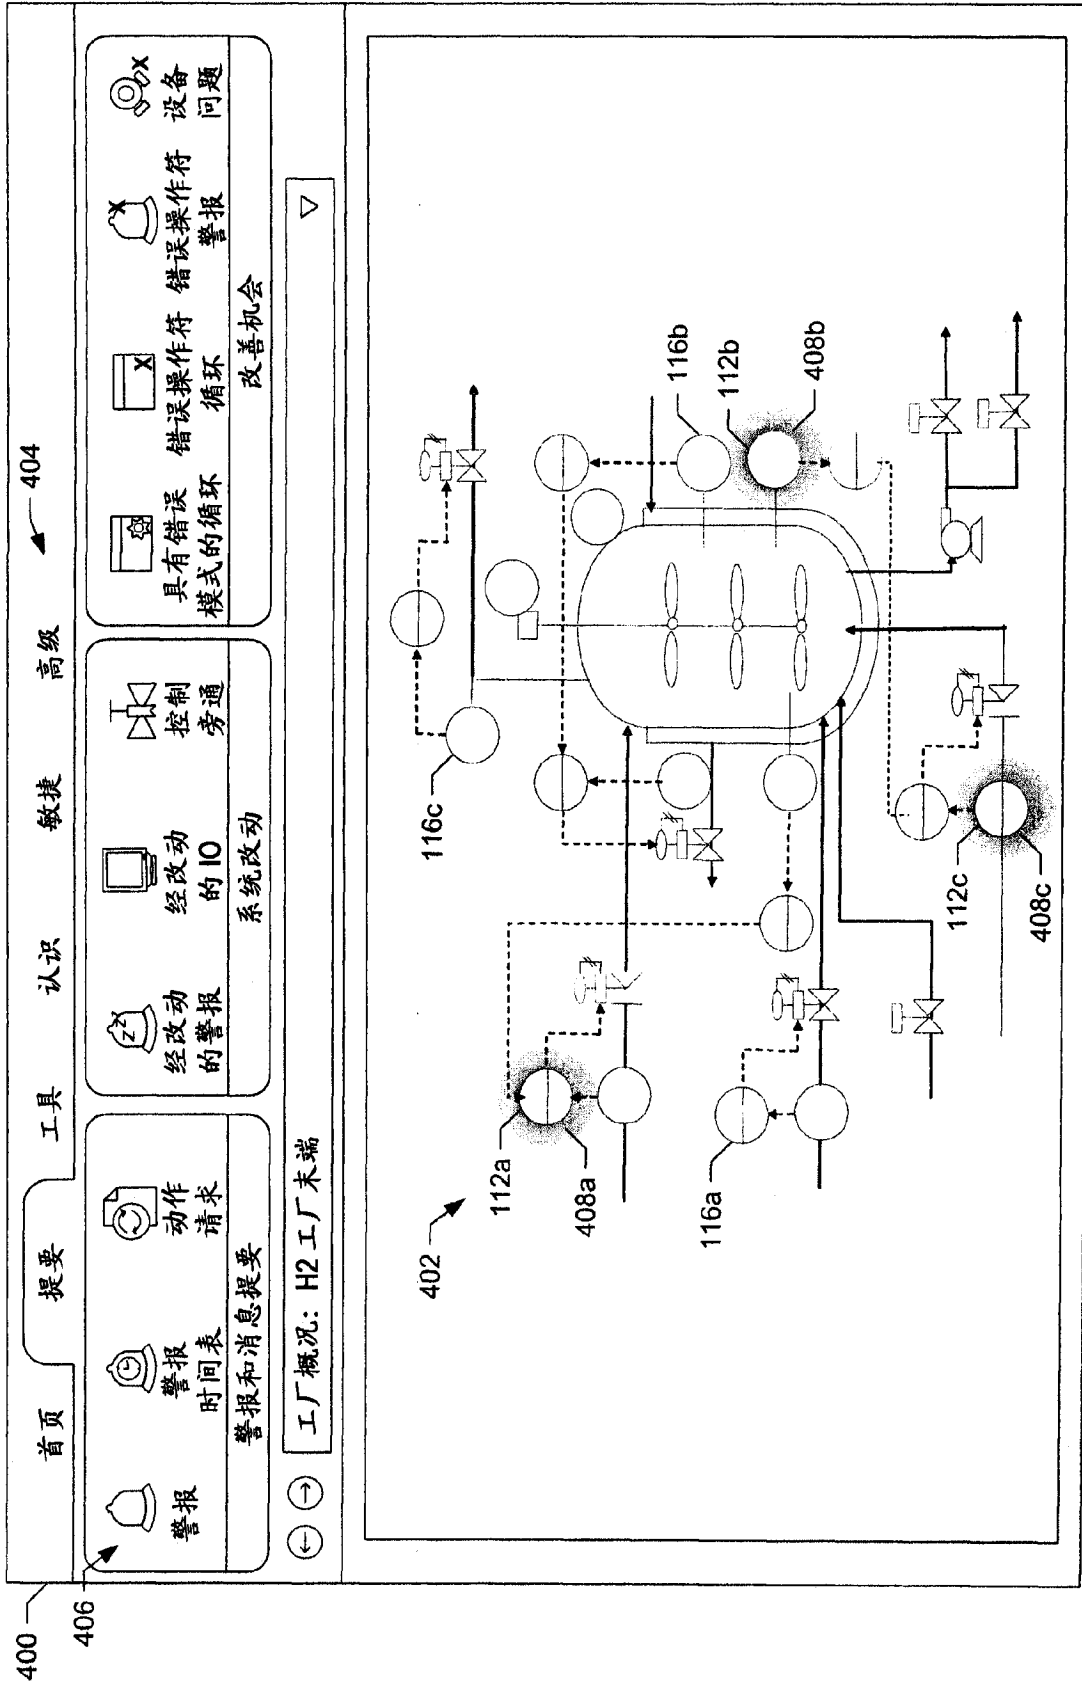 400
404
首页 提要 工具 认识 敏捷 高级
406
警报
警报
时间表
动作
请求
警报和消息提要
经改动
的警报
经改动
的 IO
控制
旁通
系统改动
具有错误
模式的循环
错误操作符
循环
错误操作符
警报
设备
问题
改善机会
← → 工厂概况: H2 工厂末端
402
116c
112a
408a
116b
112b
408b
116a
112c
408c